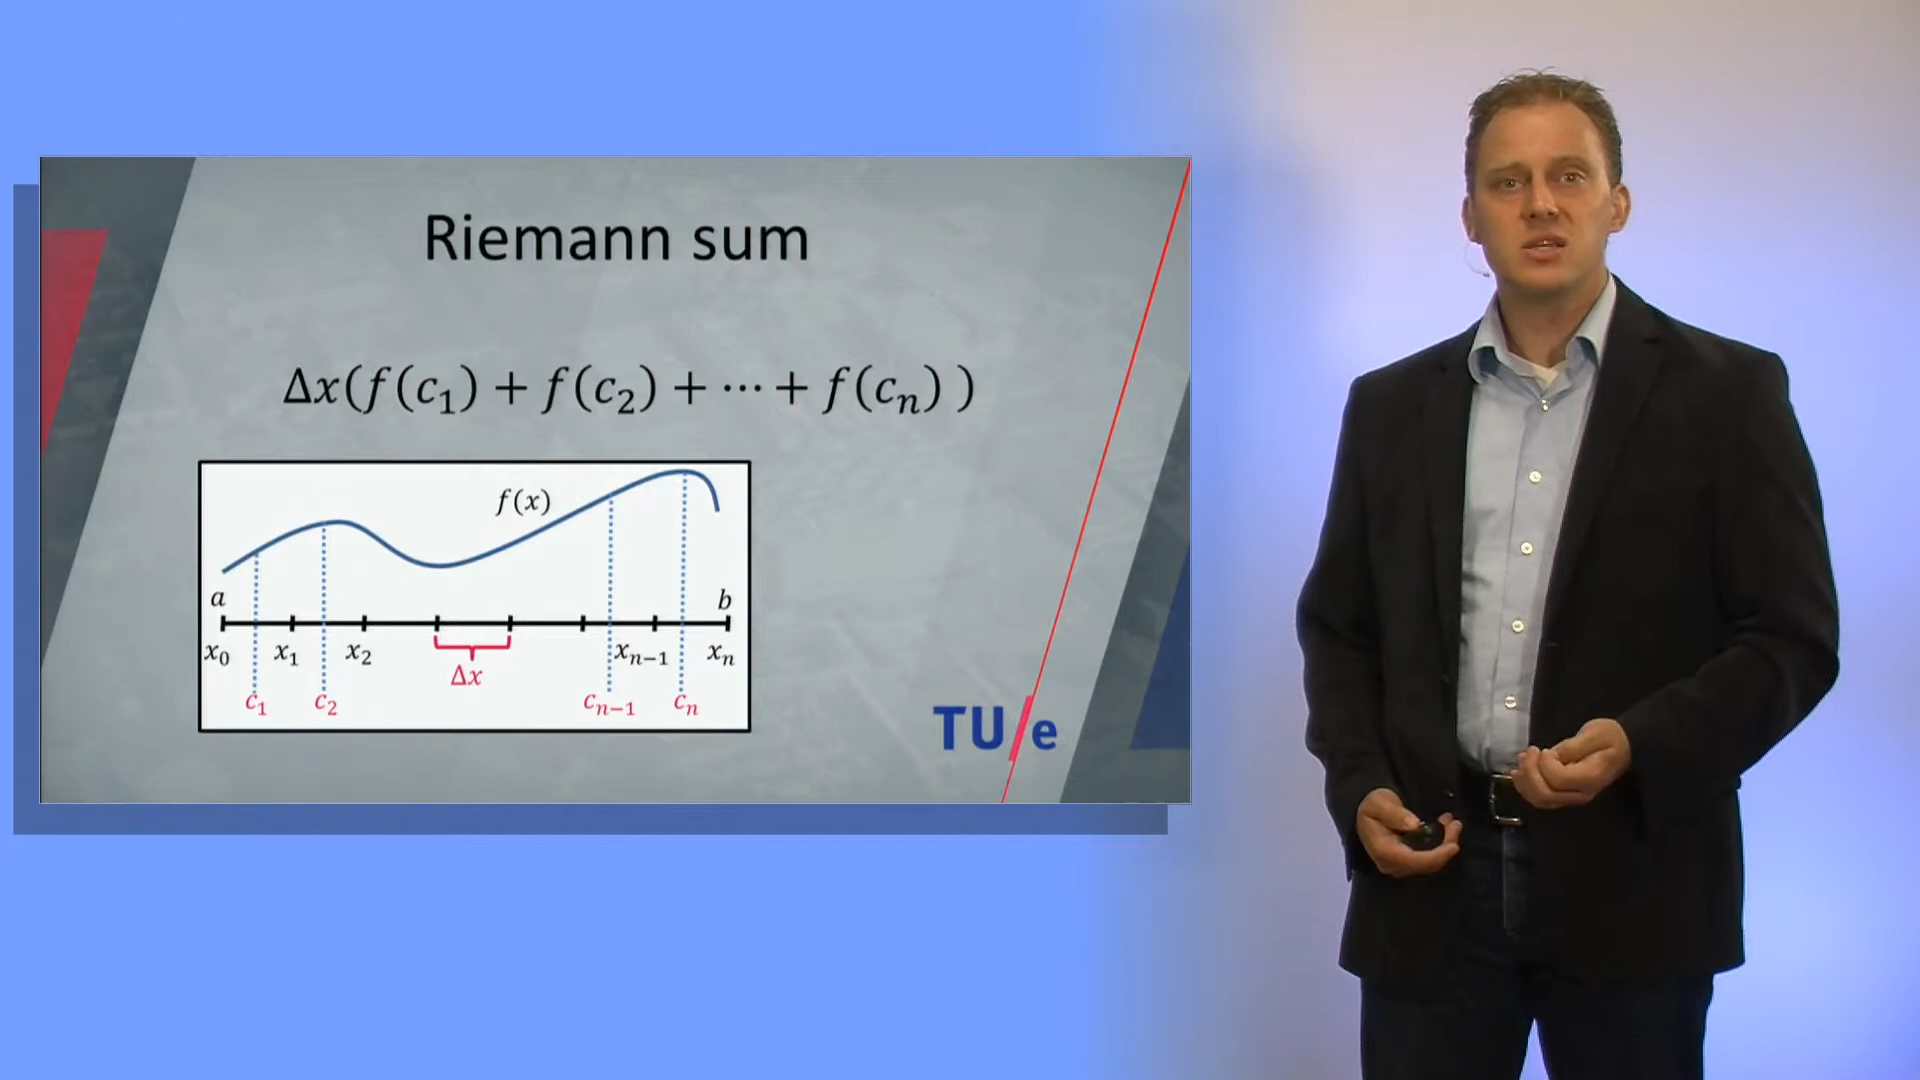 Riemann sum
Δx(f(c₁) + f(c₂) + ⋯ + f(cₙ) )
f(x)
a b
x₀ x₁ x₂ xₙ₋₁ xₙ
Δx
c₁ c₂ cₙ₋₁ cₙ
TU/e